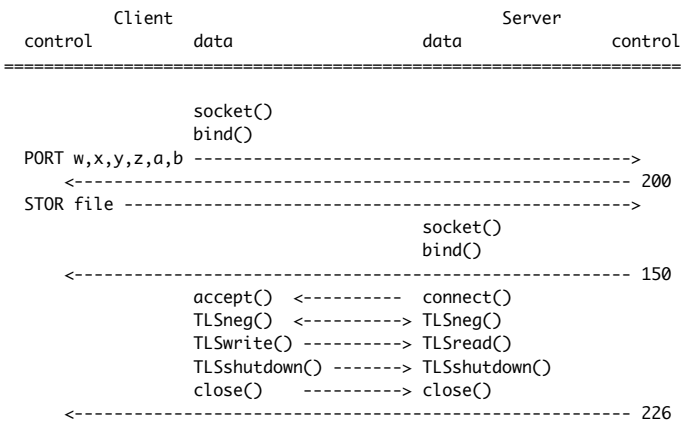 Client                                 Server
control          data                      data               control
====================================================================
socket()
bind()
PORT w,x,y,z,a,b -------------------------------------------->
<-------------------------------------------------------- 200
STOR file --------------------------------------------------->
socket()
bind()
<-------------------------------------------------------- 150
accept()  <----------  connect()
TLSneg()  <----------> TLSneg()
TLSwrite() ----------> TLSread()
TLSshutdown() -------> TLSshutdown()
close()    ----------> close()
<-------------------------------------------------------- 226